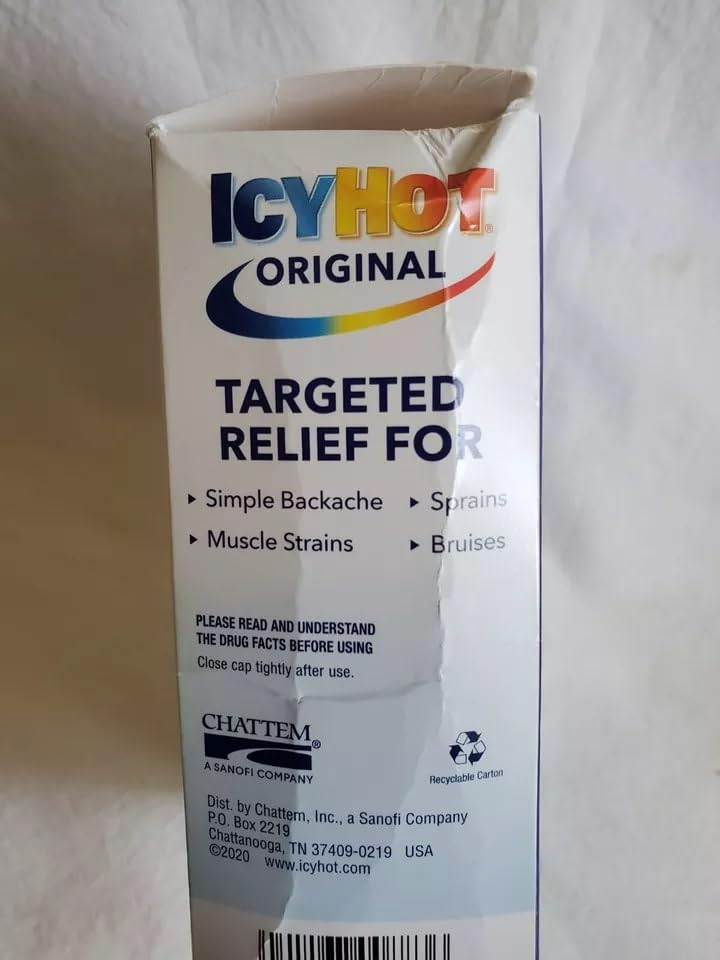 ICYHOT®
ORIGINAL
TARGETED
RELIEF FOR
▸ Simple Backache ▸ Sprains
▸ Muscle Strains ▸ Bruises
PLEASE READ AND UNDERSTAND
THE DRUG FACTS BEFORE USING
Close cap tightly after use.
CHATTEM®
A SANOFI COMPANY
Recyclable Carton
Dist. by Chattem, Inc., a Sanofi Company
P.O. Box 2219
Chattanooga, TN 37409-0219 USA
©2020 www.icyhot.com